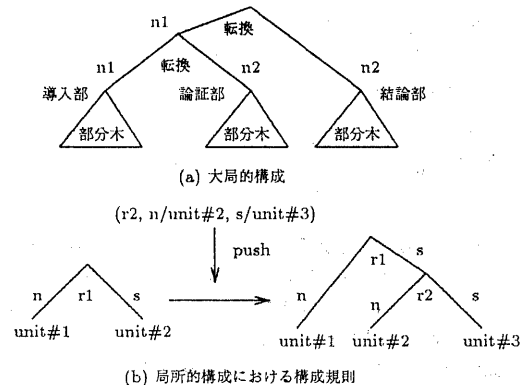 n1
転換
n1
転換
n2
n2
導入部
論証部
結論部
部分木
部分木
部分木
(a) 大局的構成
(r2, n/unit#2, s/unit#3)
push
n
r1
s
unit#1
unit#2
r1
s
n
n
r2
s
unit#1
unit#2
unit#3
(b) 局所的構成における構成規則